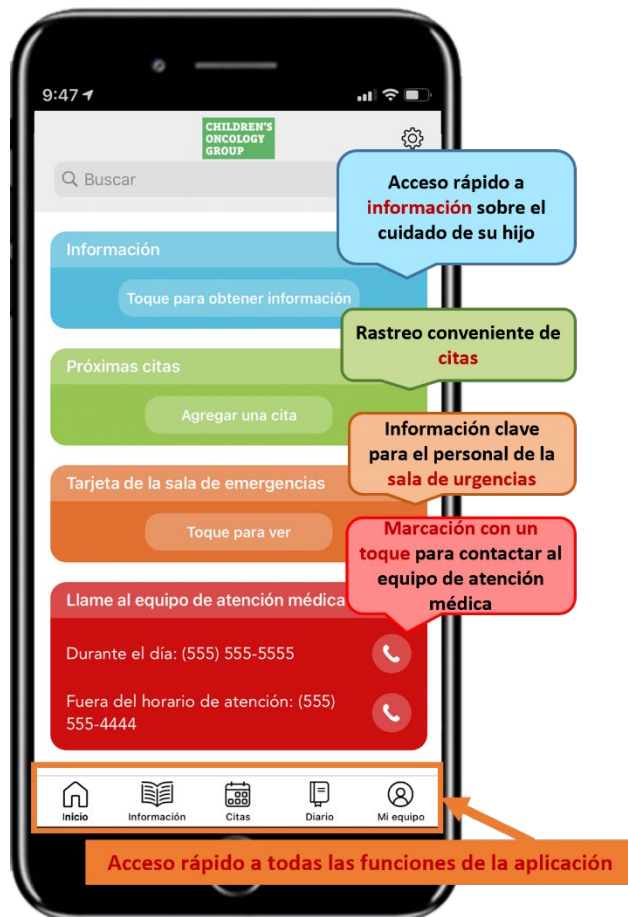 9:47
CHILDREN'S
ONCOLOGY
GROUP
Buscar
Acceso rápido a
información sobre el
cuidado de su hijo
Información
Toque para obtener información
Rastreo conveniente de
citas
Próximas citas
Agregar una cita
Información clave
para el personal de la
sala de urgencias
Tarjeta de la sala de emergencias
Toque para ver
Marcación con un
toque para contactar al
equipo de atención
médica
Llame al equipo de atención médica
Durante el día: (555) 555-5555
Fuera del horario de atención: (555)
555-4444
Inicio
Información
Citas
Diario
Mi equipo
Acceso rápido a todas las funciones de la aplicación